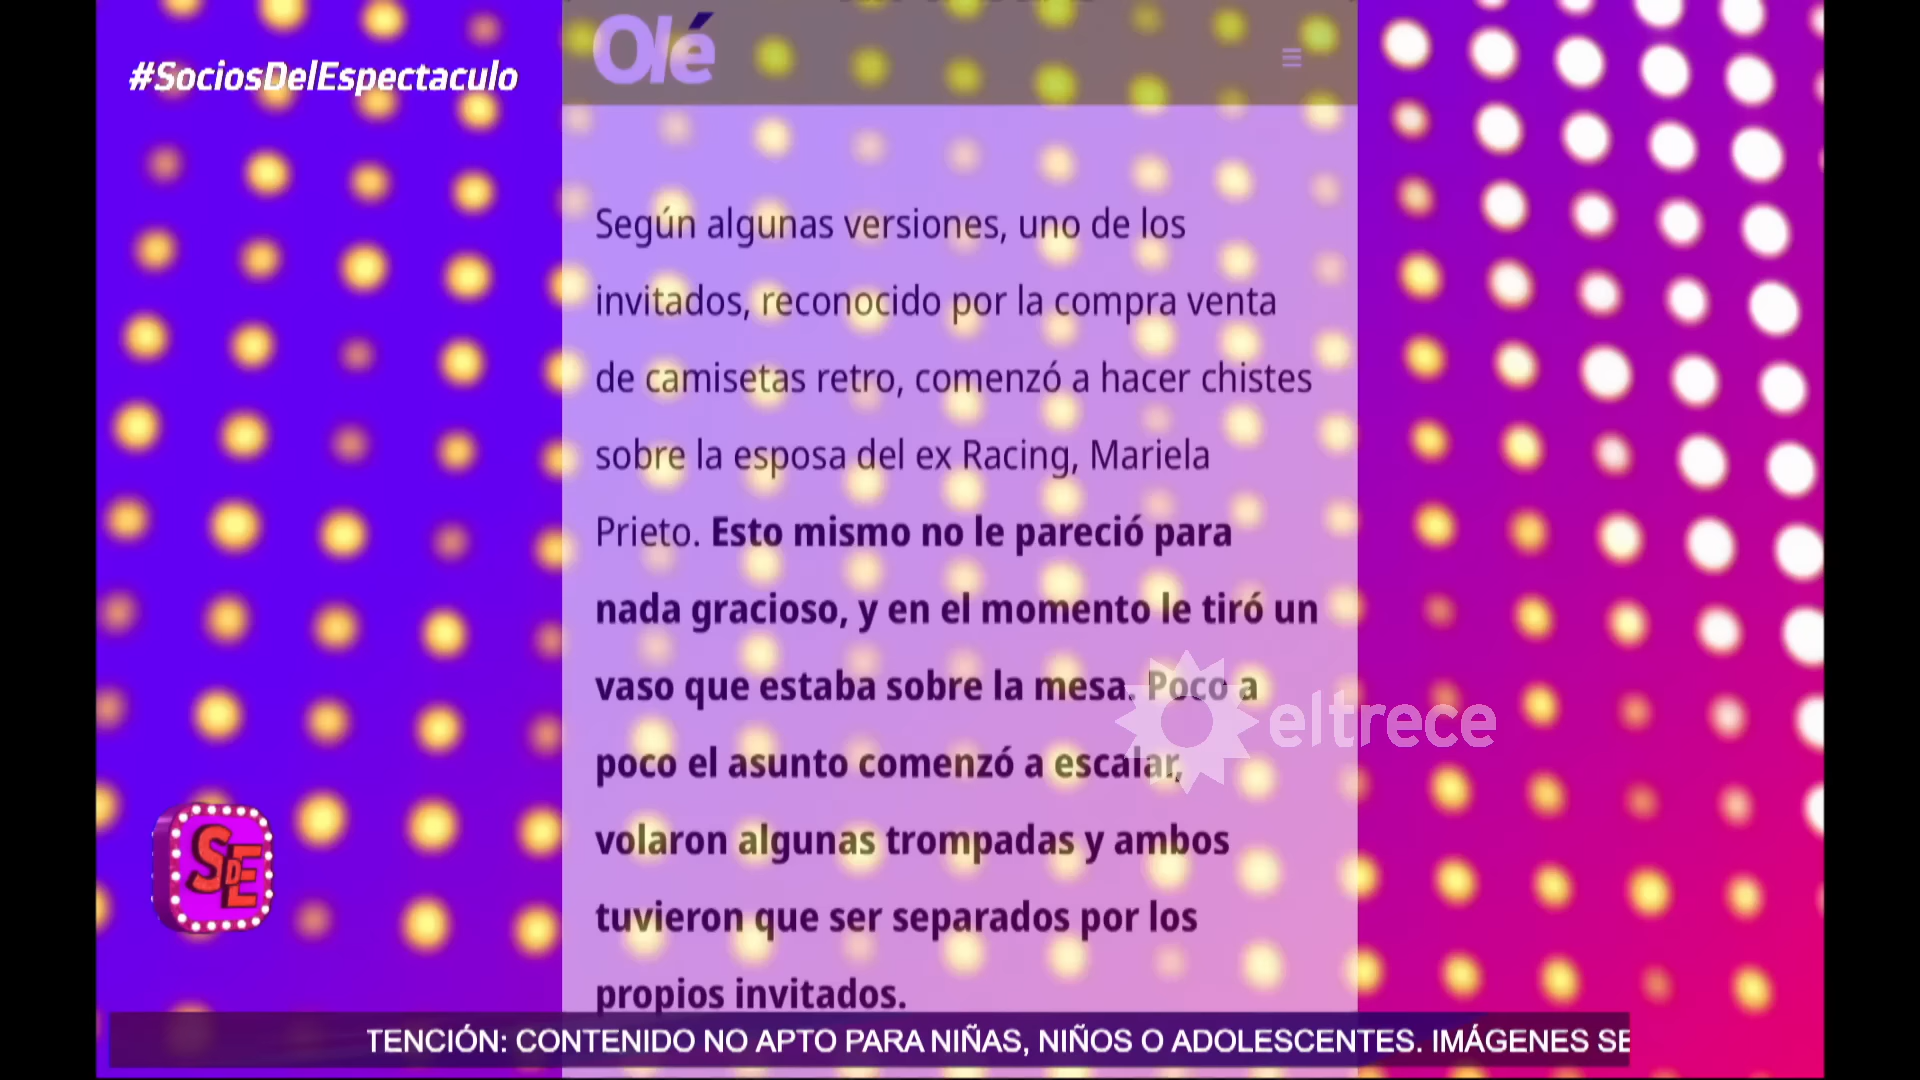 Olé
#SociosDelEspectaculo
Según algunas versiones, uno de los
invitados, reconocido por la compra venta
de camisetas retro, comenzó a hacer chistes
sobre la esposa del ex Racing, Mariela
Prieto. Esto mismo no le pareció para
nada gracioso, y en el momento le tiró un
vaso que estaba sobre la mesa. Poco a
poco el asunto comenzó a escalar,
volaron algunas trompadas y ambos
tuvieron que ser separados por los
propios invitados.
eltrece
SDE
TENCIÓN: CONTENIDO NO APTO PARA NIÑAS, NIÑOS O ADOLESCENTES. IMÁGENES SE